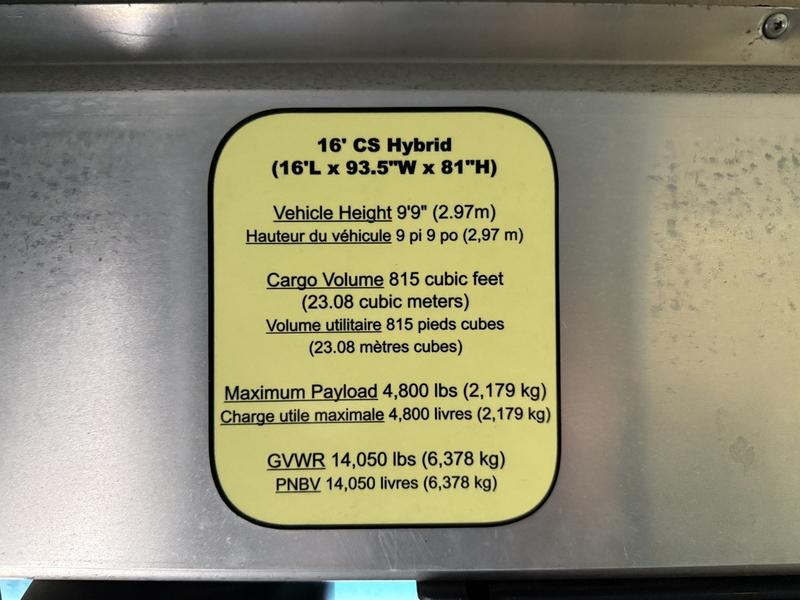 16' CS Hybrid
(16'L x 93.5"W x 81"H)
Vehicle Height 9'9" (2.97m)
Hauteur du véhicule 9 pi 9 po (2,97 m)
Cargo Volume 815 cubic feet
(23.08 cubic meters)
Volume utilitaire 815 pieds cubes
(23.08 mètres cubes)
Maximum Payload 4,800 lbs (2,179 kg)
Charge utile maximale 4,800 livres (2,179 kg)
GVWR 14,050 lbs (6,378 kg)
PNBV 14,050 livres (6,378 kg)